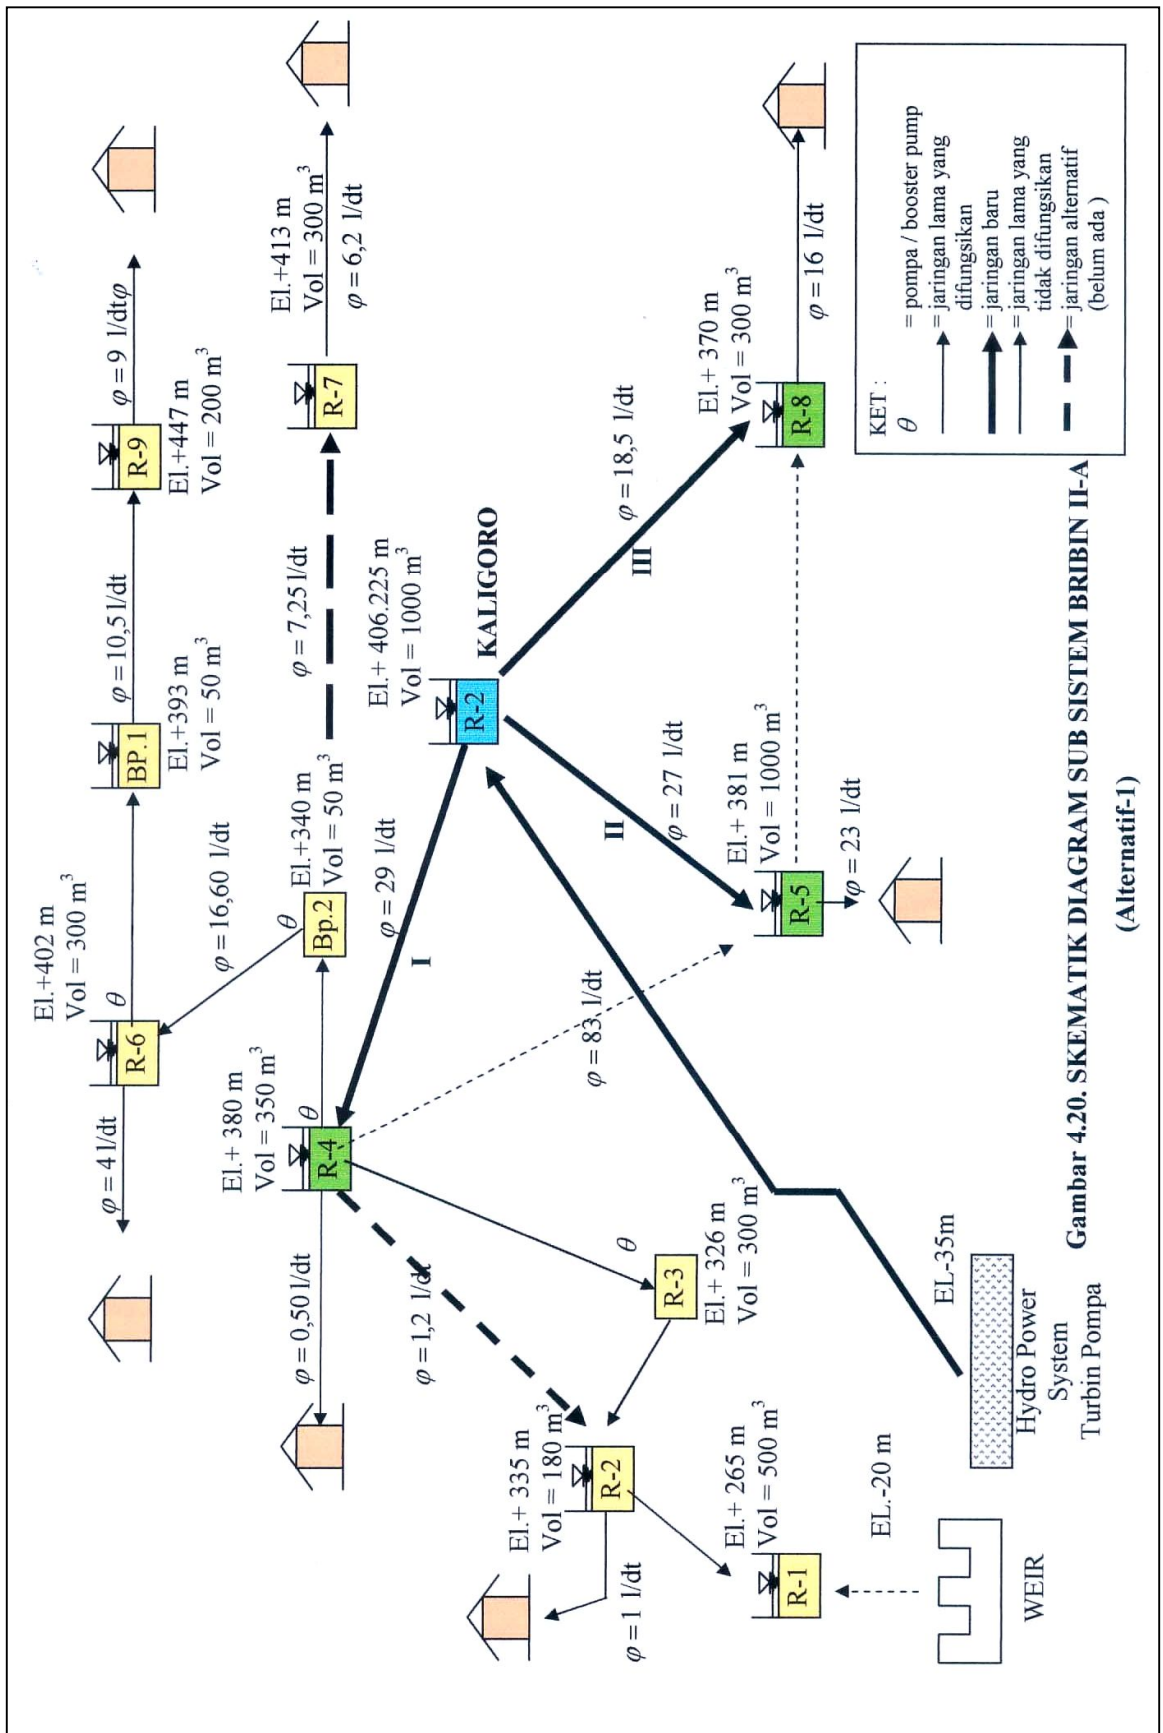 El.+402 m
Vol = 300 m³
R-6
θ
φ = 4 l/dt
φ = 16,60 l/dt
BP.1
El.+393 m
Vol = 50 m³
φ = 10,5 l/dt
R-9
El.+447 m
Vol = 200 m³
φ = 9 l/dtφ
El.+ 380 m
Vol = 350 m³
R-4
θ
φ = 0,50 l/dt
φ = 1,2 l/dt
El.+340 m
Vol = 50 m³
θ
Bp.2
φ = 7,25 l/dt
El.+413 m
Vol = 300 m³
R-7
φ = 6,2 l/dt
φ = 29 l/dt
I
El.+ 406.225 m
Vol = 1000 m³
R-2
KALIGORO
φ = 18,5 l/dt
III
φ = 27 l/dt
II
φ = 83 l/dt
El.+ 335 m
Vol = 180 m³
R-2
φ = 1 l/dt
θ
R-3
El.+ 326 m
Vol = 300 m³
El.+ 265 m
Vol = 500 m³
R-1
El.+ 381 m
Vol = 1000 m³
R-5
φ = 23 l/dt
El.+ 370 m
Vol = 300 m³
R-8
φ = 16 l/dt
EL.-20 m
WEIR
EL-35m
Hydro Power
System
Turbin Pompa
KET :
θ = pompa / booster pump
= jaringan lama yang
difungsikan
= jaringan baru
= jaringan lama yang
tidak difungsikan
= jaringan alternatif
(belum ada )
Gambar 4.20. SKEMATIK DIAGRAM SUB SISTEM BRIBIN II-A
(Alternatif-1)